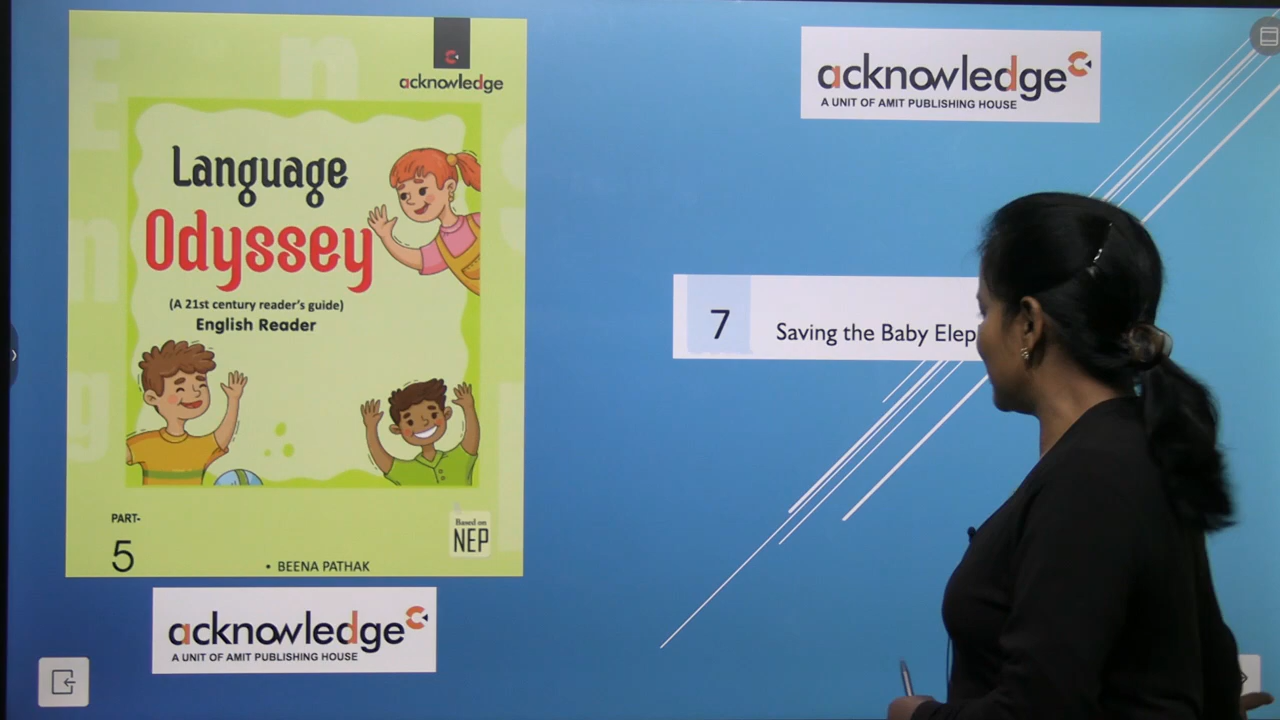 acknowledge
Language
Odyssey
(A 21st century reader's guide)
English Reader
PART-
5
Based on
NEP
• BEENA PATHAK
acknowledge
A UNIT OF AMIT PUBLISHING HOUSE
acknowledge
A UNIT OF AMIT PUBLISHING HOUSE
7
Saving the Baby Elep